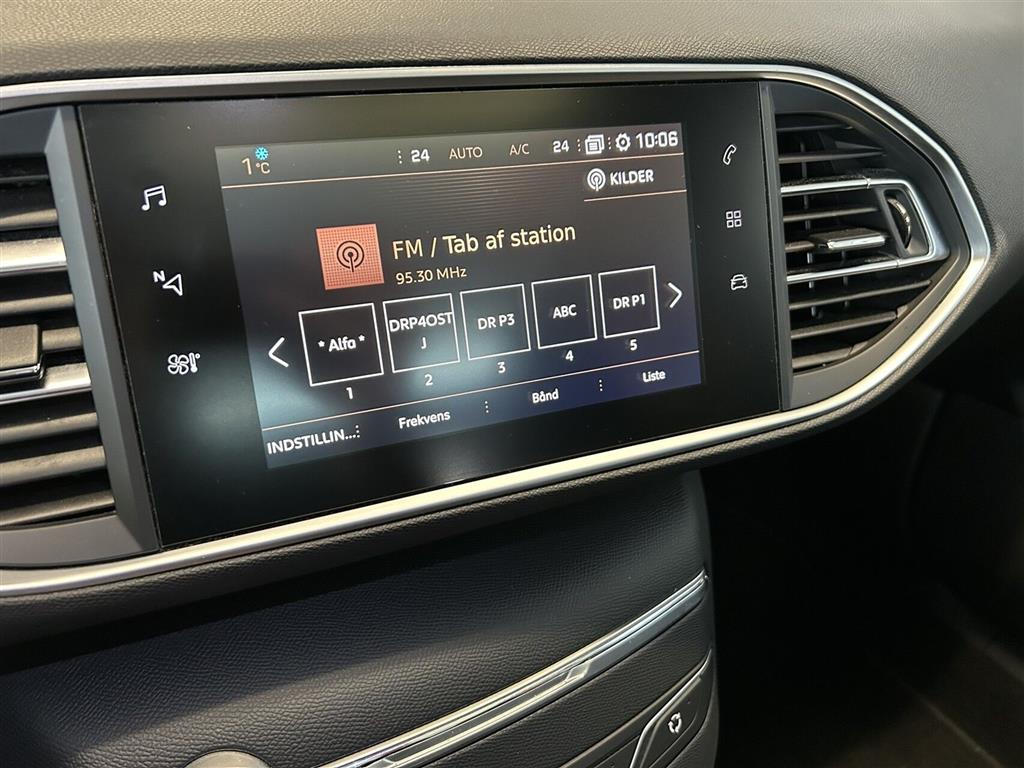 1°C 24 AUTO A/C 24 10:06
KILDER
FM / Tab af station
95.30 MHz
* Alfa * DRP4OST DR P3 ABC DR P1
J
1 2 3 4 5
INDSTILLIN... Frekvens Bånd Liste
N